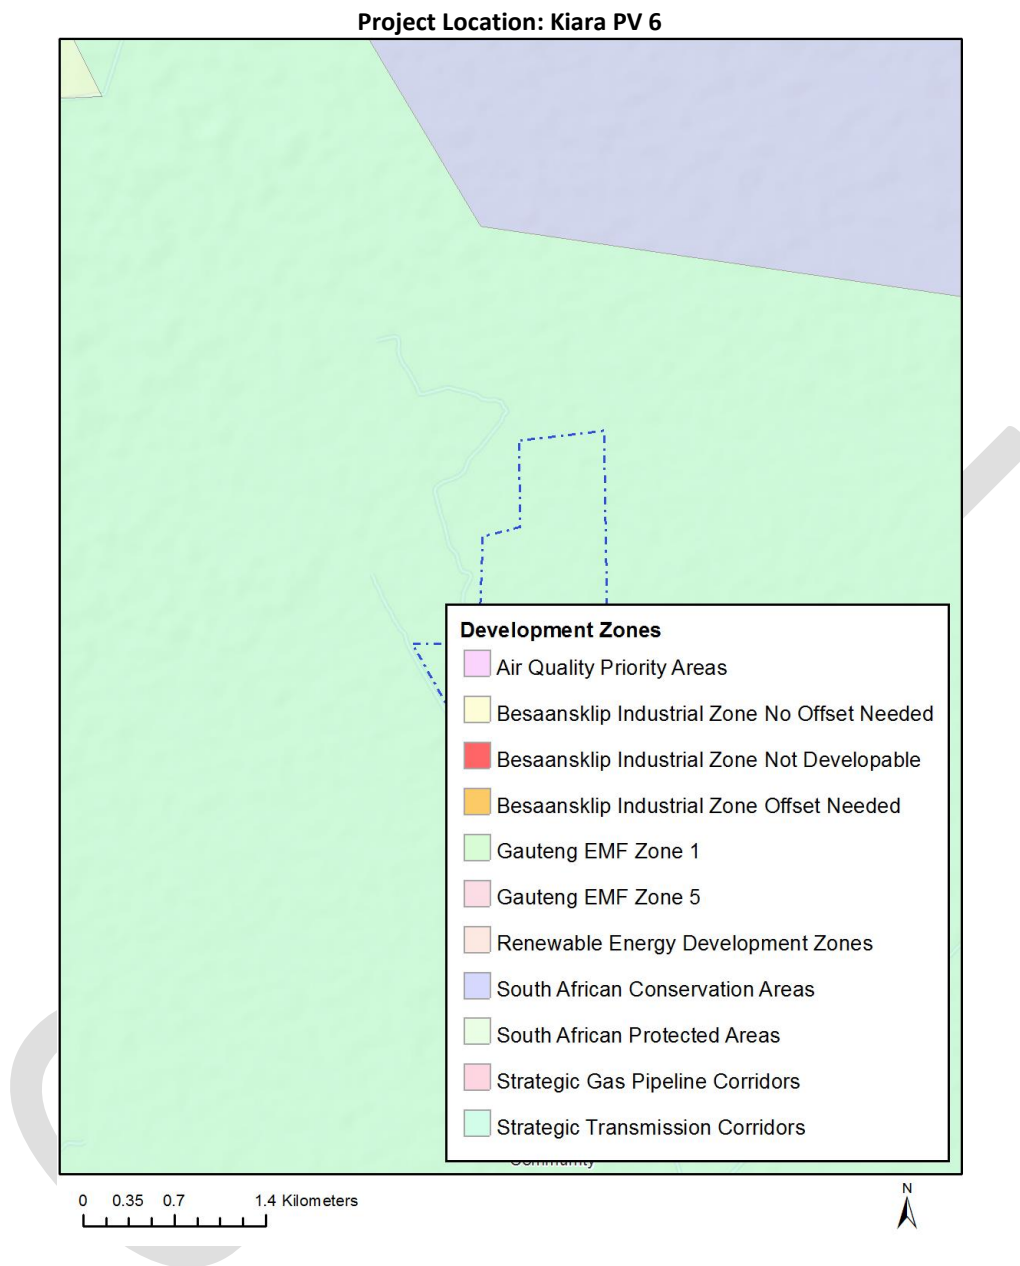 Project Location: Kiara PV 6
Development Zones
Air Quality Priority Areas
Besaansklip Industrial Zone No Offset Needed
Besaansklip Industrial Zone Not Developable
Besaansklip Industrial Zone Offset Needed
Gauteng EMF Zone 1
Gauteng EMF Zone 5
Renewable Energy Development Zones
South African Conservation Areas
South African Protected Areas
Strategic Gas Pipeline Corridors
Strategic Transmission Corridors
Community
0 0.35 0.7 1.4 Kilometers
N